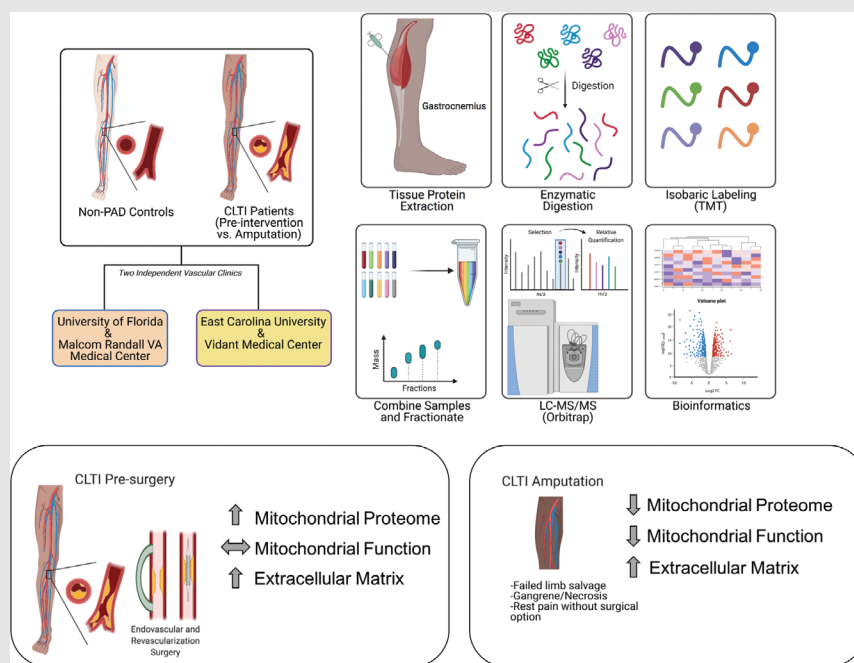 Non-PAD Controls
CLTI Patients
(Pre-intervention
vs. Amputation)
Two Independent Vascular Clinics
University of Florida
&
Malcom Randall VA
Medical Center
East Carolina University
&
Vidant Medical Center
Gastrocnemius
Tissue Protein
Extraction
Digestion
Enzymatic
Digestion
Isobaric Labeling
(TMT)
Mass
Fractions
Combine Samples
and Fractionate
Selection
Relative
Quantification
Intensity
m/z
Intensity
m/z
LC-MS/MS
(Orbitrap)
Volcano plot
Bioinformatics
CLTI Pre-surgery
Mitochondrial Proteome
Mitochondrial Function
Extracellular Matrix
Endovascular and
Revascularization
Surgery
CLTI Amputation
Mitochondrial Proteome
Mitochondrial Function
Extracellular Matrix
-Failed limb salvage
-Gangrene/Necrosis
-Rest pain without surgical
option